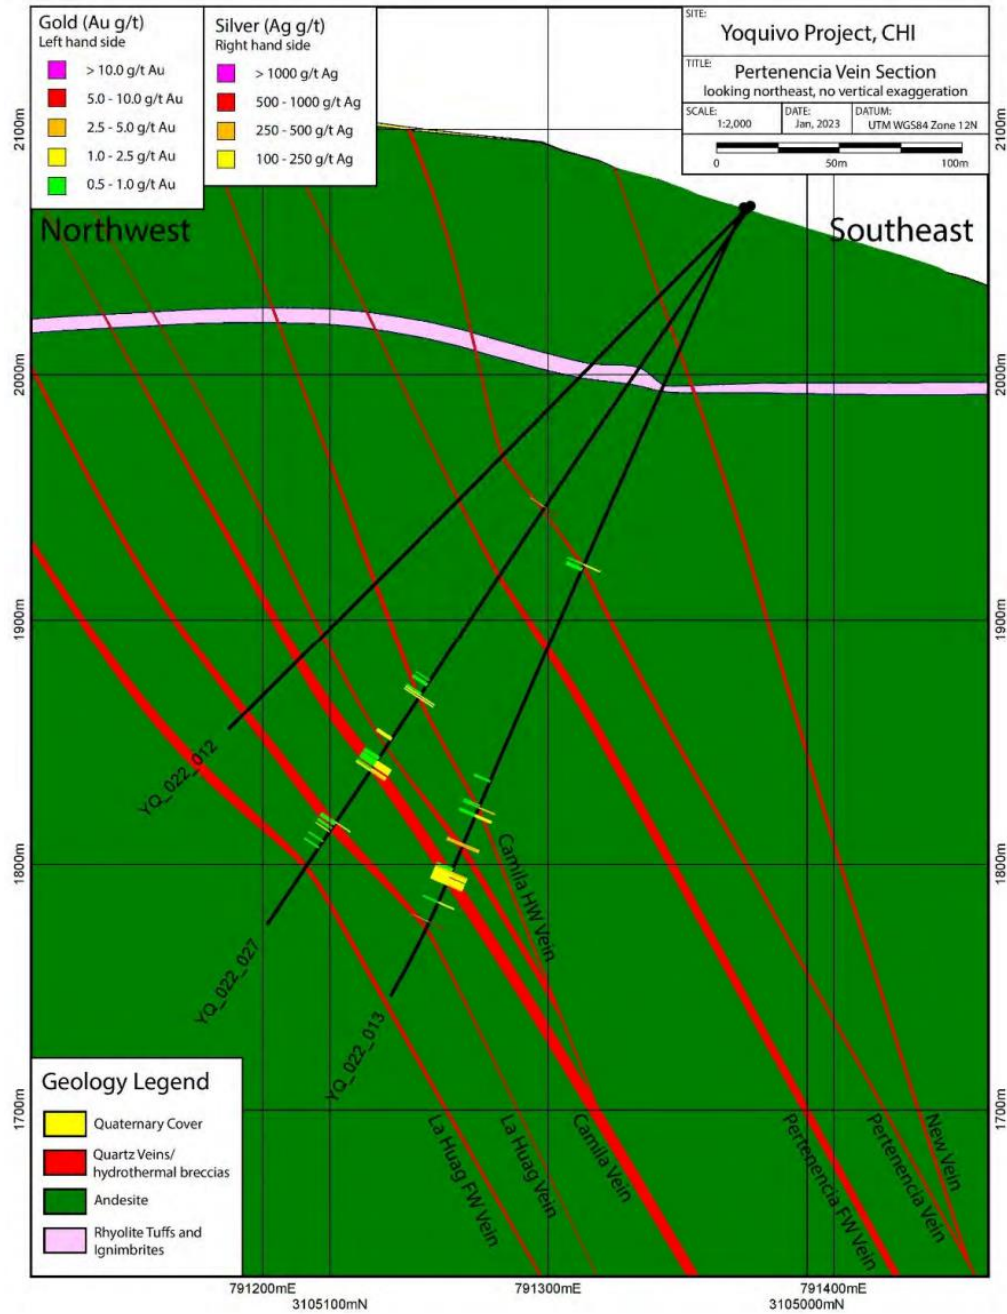 Gold (Au g/t)
Left hand side
> 10.0 g/t Au
5.0 - 10.0 g/t Au
2.5 - 5.0 g/t Au
1.0 - 2.5 g/t Au
0.5 - 1.0 g/t Au
Silver (Ag g/t)
Right hand side
> 1000 g/t Ag
500 - 1000 g/t Ag
250 - 500 g/t Ag
100 - 250 g/t Ag
SITE:
Yoquivo Project, CHI
TITLE:
Pertenencia Vein Section
looking northeast, no vertical exaggeration
SCALE:
1:2,000
DATE:
Jan, 2023
DATUM:
UTM WGS84 Zone 12N
0 50m 100m
2100m 2100m
Northwest Southeast
2000m 2000m
1900m 1900m
YQ_022_012
1800m 1800m
Camila HW Vein
YQ_022_027
YQ_022_013
1700m 1700m
La Huag FW Vein
La Huag Vein
Camila Vein
Pertenencia FW Vein
Pertenencia Vein
New Vein
Geology Legend
Quaternary Cover
Quartz Veins/
hydrothermal breccias
Andesite
Rhyolite Tuffs and
Ignimbrites
791200mE 791300mE 791400mE
3105100mN 3105000mN